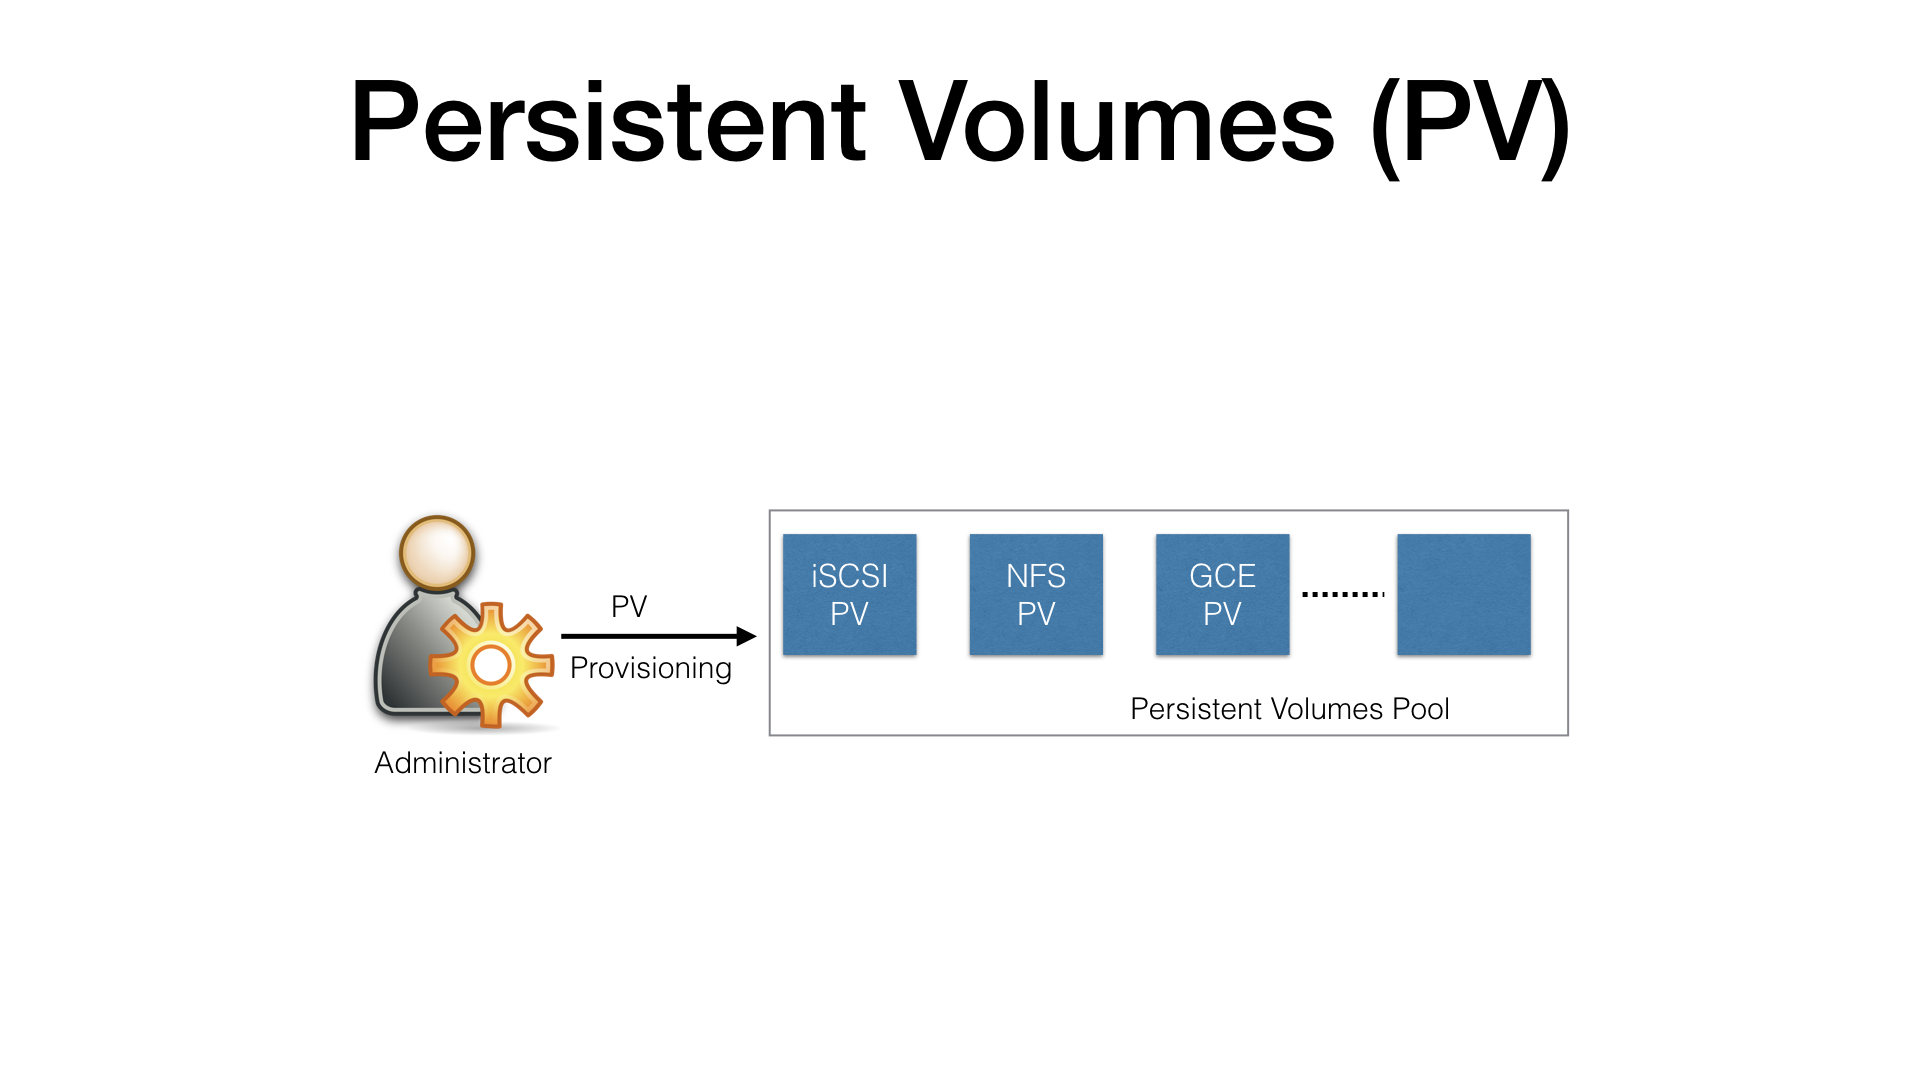 Persistent Volumes (PV)
iSCSI
PV
NFS
PV
GCE
PV
PV
Provisioning
Persistent Volumes Pool
Administrator